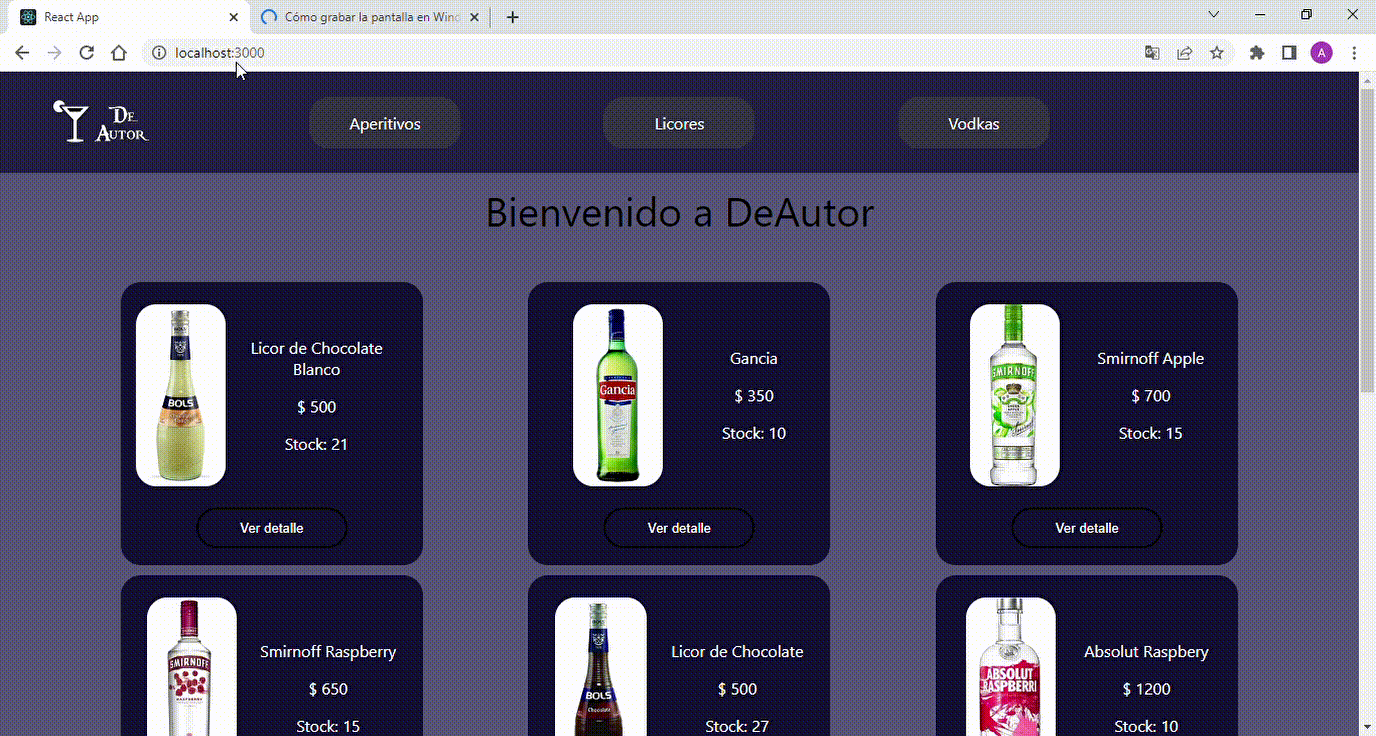 React App
Cómo grabar la pantalla en Wind
localhost:3000
A
De
Autor
Aperitivos
Licores
Vodkas
Bienvenido a DeAutor
BOLS
Licor de Chocolate
Blanco
$ 500
Stock: 21
Ver detalle
Gancia
Gancia
$ 350
Stock: 10
Ver detalle
SMIRNOFF
Smirnoff Apple
$ 700
Stock: 15
Ver detalle
SMIRNOFF
RASPBERRY
Smirnoff Raspberry
$ 650
Stock: 15
BOLS
Chocolate
Licor de Chocolate
$ 500
Stock: 27
ABSOLUT
RASPBERRI
Absolut Raspbery
$ 1200
Stock: 10